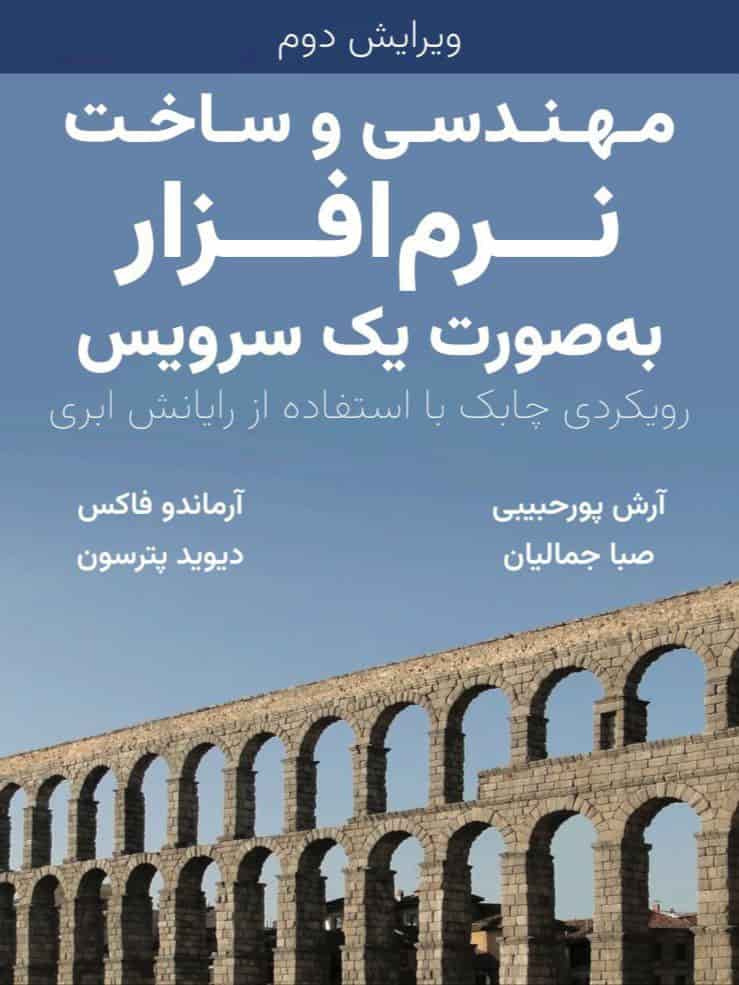 ویرایش دوم
مهندسی و ساخت
نرم‌افزار
به‌صورت یک سرویس
رویکردی چابک با استفاده از رایانش ابری
آرش پورحبیبی
صبا جمالیان
آرماندو فاکس
دیوید پترسون